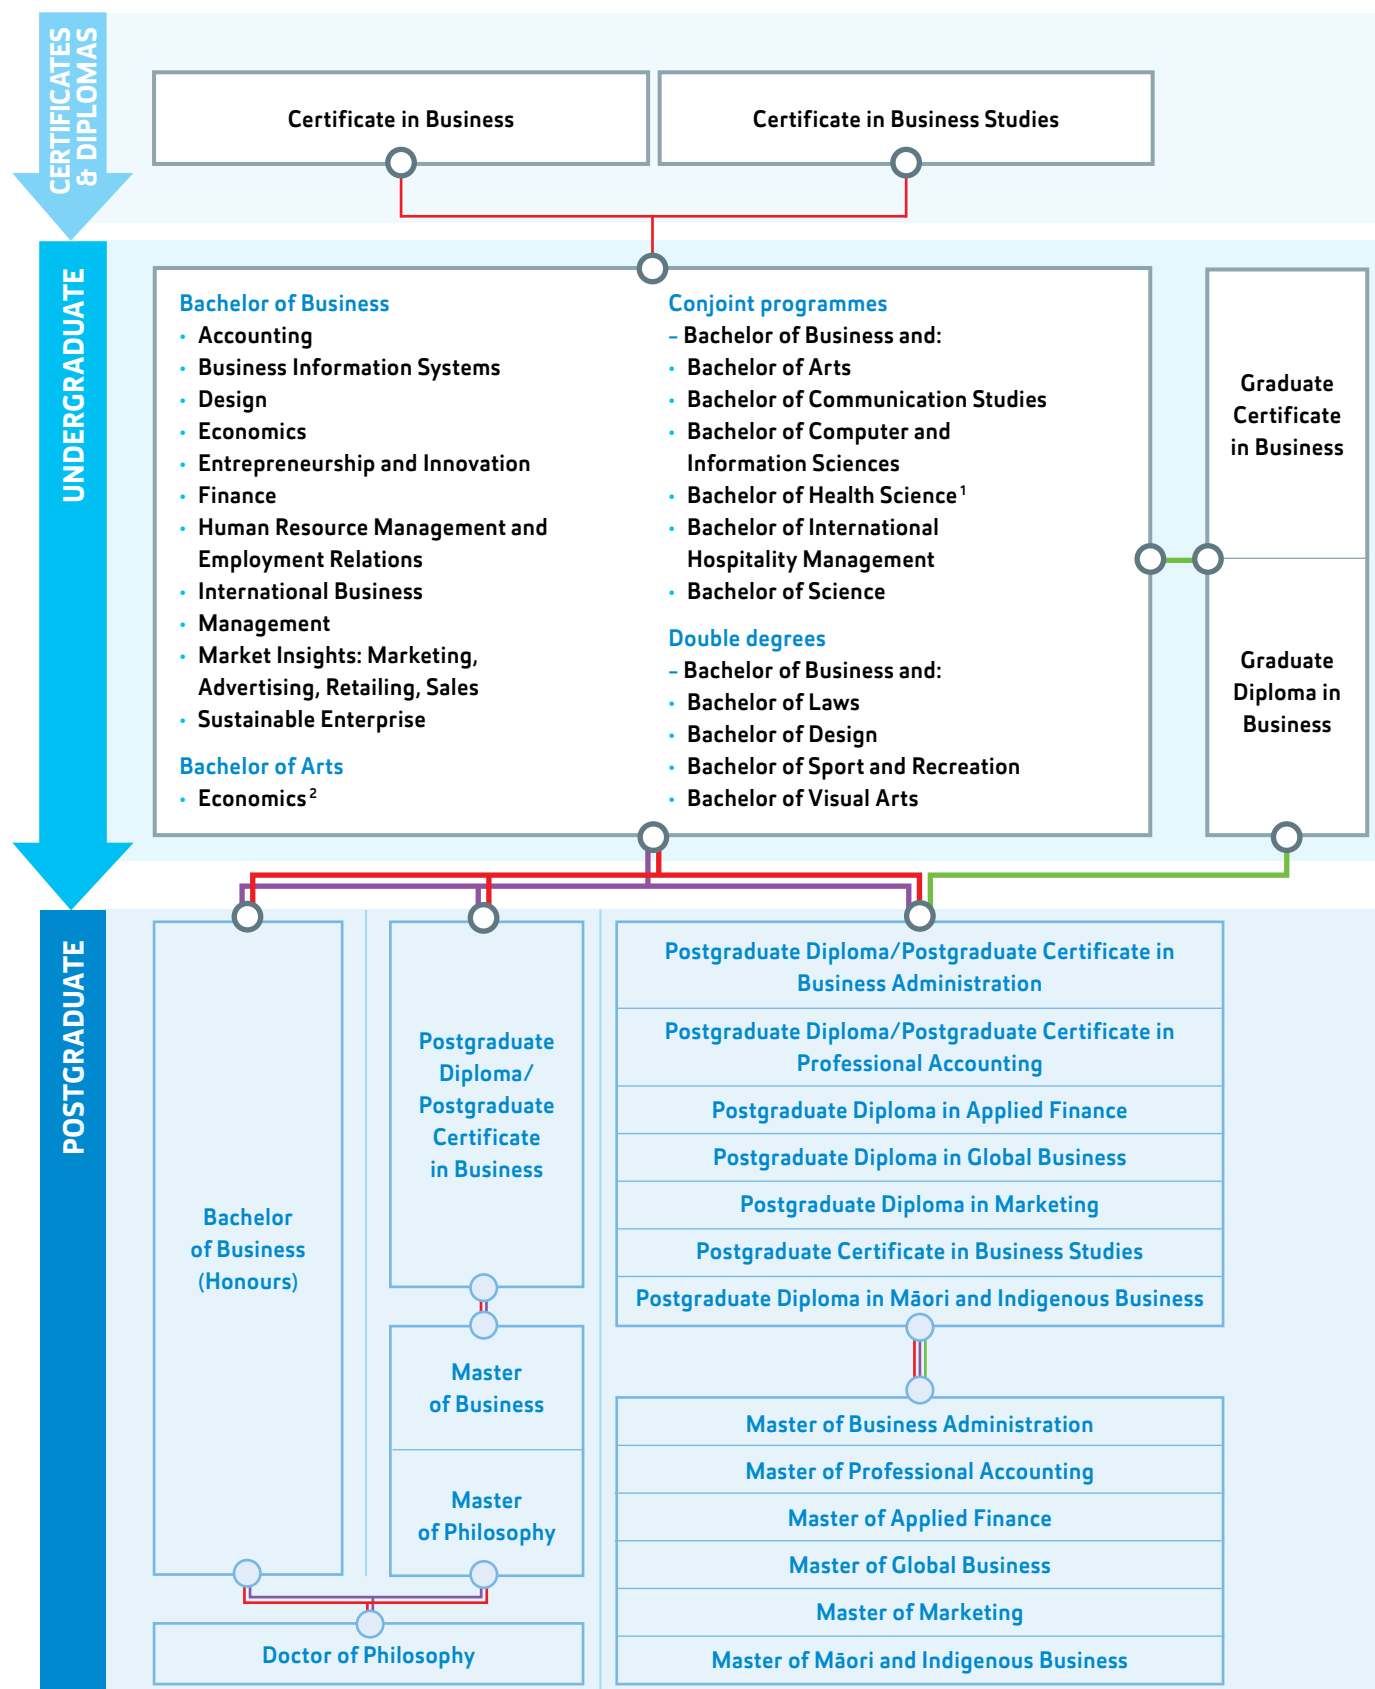 CERTIFICATES
& DIPLOMAS
Certificate in Business
Certificate in Business Studies
UNDERGRADUATE
Bachelor of Business
· Accounting
· Business Information Systems
· Design
· Economics
· Entrepreneurship and Innovation
· Finance
· Human Resource Management and
Employment Relations
· International Business
· Management
· Market Insights: Marketing,
Advertising, Retailing, Sales
· Sustainable Enterprise
Bachelor of Arts
· Economics²
Conjoint programmes
– Bachelor of Business and:
· Bachelor of Arts
· Bachelor of Communication Studies
· Bachelor of Computer and
Information Sciences
· Bachelor of Health Science¹
· Bachelor of International
Hospitality Management
· Bachelor of Science
Double degrees
– Bachelor of Business and:
· Bachelor of Laws
· Bachelor of Design
· Bachelor of Sport and Recreation
· Bachelor of Visual Arts
Graduate
Certificate
in Business
Graduate
Diploma in
Business
POSTGRADUATE
Bachelor
of Business
(Honours)
Postgraduate
Diploma/
Postgraduate
Certificate
in Business
Master
of Business
Master
of Philosophy
Doctor of Philosophy
Postgraduate Diploma/Postgraduate Certificate in
Business Administration
Postgraduate Diploma/Postgraduate Certificate in
Professional Accounting
Postgraduate Diploma in Applied Finance
Postgraduate Diploma in Global Business
Postgraduate Diploma in Marketing
Postgraduate Certificate in Business Studies
Postgraduate Diploma in Māori and Indigenous Business
Master of Business Administration
Master of Professional Accounting
Master of Applied Finance
Master of Global Business
Master of Marketing
Master of Māori and Indigenous Business